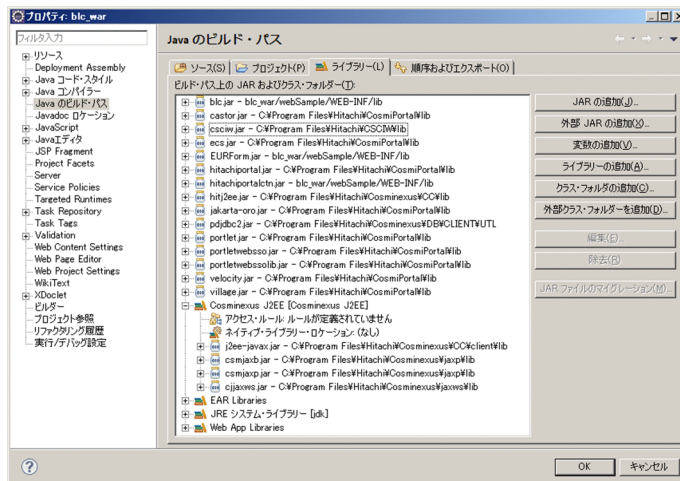 プロパティ: blc_war
フィルタ入力
リソース
Deployment Assembly
Java コード・スタイル
Java コンパイラー
Java のビルド・パス
Javadoc ロケーション
JavaScript
Javaエディタ
JSP Fragment
Project Facets
Server
Service Policies
Targeted Runtimes
Task Repository
Task Tags
Validation
Web Content Settings
Web Page Editor
Web Project Settings
WikiText
XDoclet
ビルダー
プロジェクト参照
リファクタリング履歴
実行/デバッグ設定
Java のビルド・パス
ソース(S)
プロジェクト(P)
ライブラリー(L)
順序およびエクスポート(O)
ビルド・パス上の JAR およびクラス・フォルダー(T):
blc.jar - blc_war/webSample/WEB-INF/lib
castor.jar - C:¥Program Files¥Hitachi¥CosmiPortal¥lib
csciw.jar - C:¥Program Files¥Hitachi¥CSCIW¥lib
ecs.jar - C:¥Program Files¥Hitachi¥CosmiPortal¥lib
EURForm.jar - blc_war/webSample/WEB-INF/lib
hitachiportal.jar - C:¥Program Files¥Hitachi¥CosmiPortal¥lib
hitachiportalctn.jar - blc_war/webSample/WEB-INF/lib
hitj2ee.jar - C:¥Program Files¥Hitachi¥Cosminexus¥CC¥lib
jakarta-oro.jar - C:¥Program Files¥Hitachi¥CosmiPortal¥lib
pdjdbc2.jar - C:¥Program Files¥Hitachi¥Cosminexus¥DB¥CLIENT¥UTL
portlet.jar - C:¥Program Files¥Hitachi¥CosmiPortal¥lib
portletwebsso.jar - C:¥Program Files¥Hitachi¥CosmiPortal¥lib
portletwebssolib.jar - C:¥Program Files¥Hitachi¥CosmiPortal¥lib
velocity.jar - C:¥Program Files¥Hitachi¥CosmiPortal¥lib
village.jar - C:¥Program Files¥Hitachi¥CosmiPortal¥lib
Cosminexus J2EE [Cosminexus J2EE]
アクセス・ルール: ルールが定義されていません
ネイティブ・ライブラリー・ロケーション: (なし)
j2ee-javax.jar - C:¥Program Files¥Hitachi¥Cosminexus¥CC¥client¥lib
csmjaxb.jar - C:¥Program Files¥Hitachi¥Cosminexus¥jaxp¥lib
csmjaxp.jar - C:¥Program Files¥Hitachi¥Cosminexus¥jaxp¥lib
cjjaxws.jar - C:¥Program Files¥Hitachi¥Cosminexus¥jaxws¥lib
EAR Libraries
JRE システム・ライブラリー [jdk]
Web App Libraries
JAR の追加(J)...
外部 JAR の追加(X)...
変数の追加(V)...
ライブラリーの追加(A)...
クラス・フォルダの追加(C)...
外部クラス・フォルダーを追加(D)...
編集(E)...
除去(R)
JAR ファイルのマイグレーション(M)...
OK
キャンセル